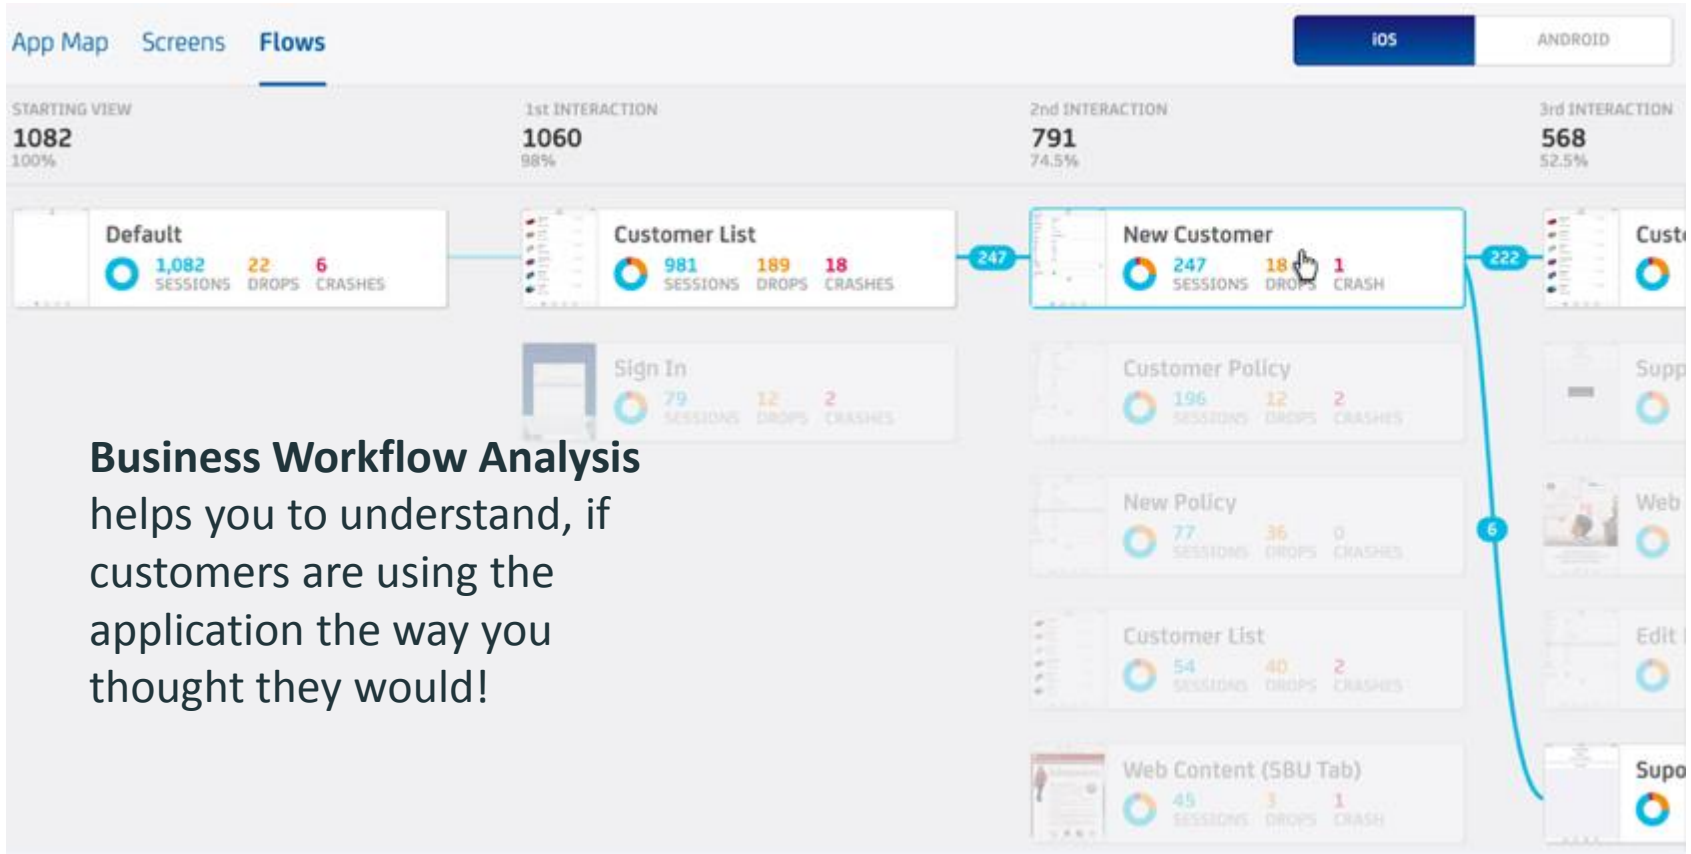 App Map Screens Flows iOS ANDROID
STARTING VIEW 1st INTERACTION 2nd INTERACTION 3rd INTERACTION
1082 1060 791 568
100% 98% 74.5% 52.5%
Default
1,082 22 6
SESSIONS DROPS CRASHES
Customer List
981 189 18
SESSIONS DROPS CRASHES
247
New Customer
247 18 1
SESSIONS DROPS CRASH
222
Custo
Sign In
79 12 2
SESSIONS DROPS CRASHES
Customer Policy
196 12 2
SESSIONS DROPS CRASHES
Supp
Business Workflow Analysis
helps you to understand, if
customers are using the
application the way you
thought they would!
New Policy
77 36 0
SESSIONS DROPS CRASHES
6
Web
Customer List
54 40 2
SESSIONS DROPS CRASHES
Edit
Web Content (SBU Tab)
45 3 1
SESSIONS DROPS CRASH
Supo